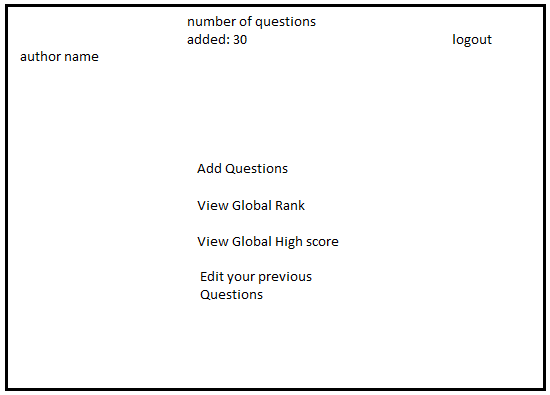 number of questions
added: 30
logout
author name
Add Questions
View Global Rank
View Global High score
Edit your previous
Questions